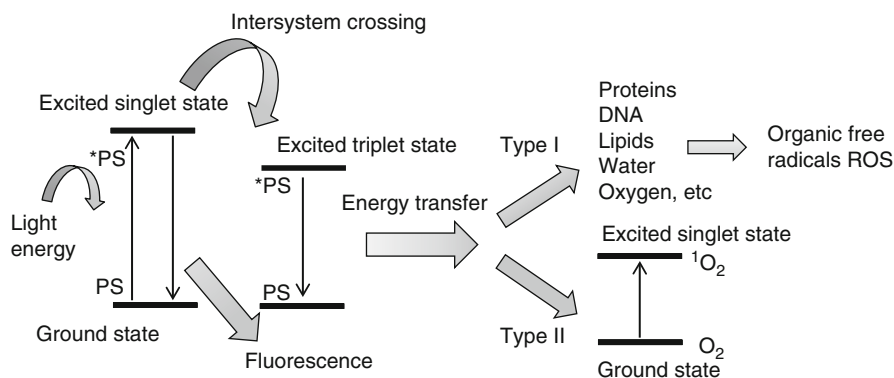 Intersystem crossing
Excited singlet state
*PS
Light
energy
PS
Ground state
Fluorescence
Excited triplet state
*PS
PS
Energy transfer
Type I
Proteins
DNA
Lipids
Water
Oxygen, etc
Organic free
radicals ROS
Type II
Excited singlet state
¹O₂
O₂
Ground state